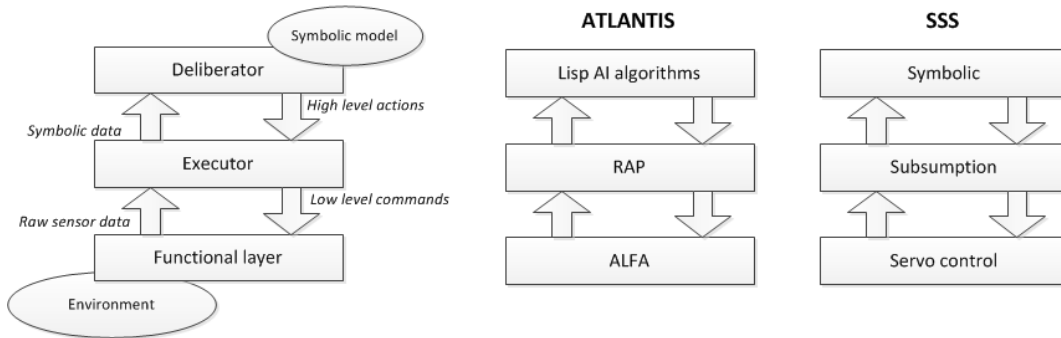 Symbolic model
Deliberator
High level actions
Symbolic data
Executor
Low level commands
Raw sensor data
Functional layer
Environment
ATLANTIS
Lisp AI algorithms
RAP
ALFA
SSS
Symbolic
Subsumption
Servo control